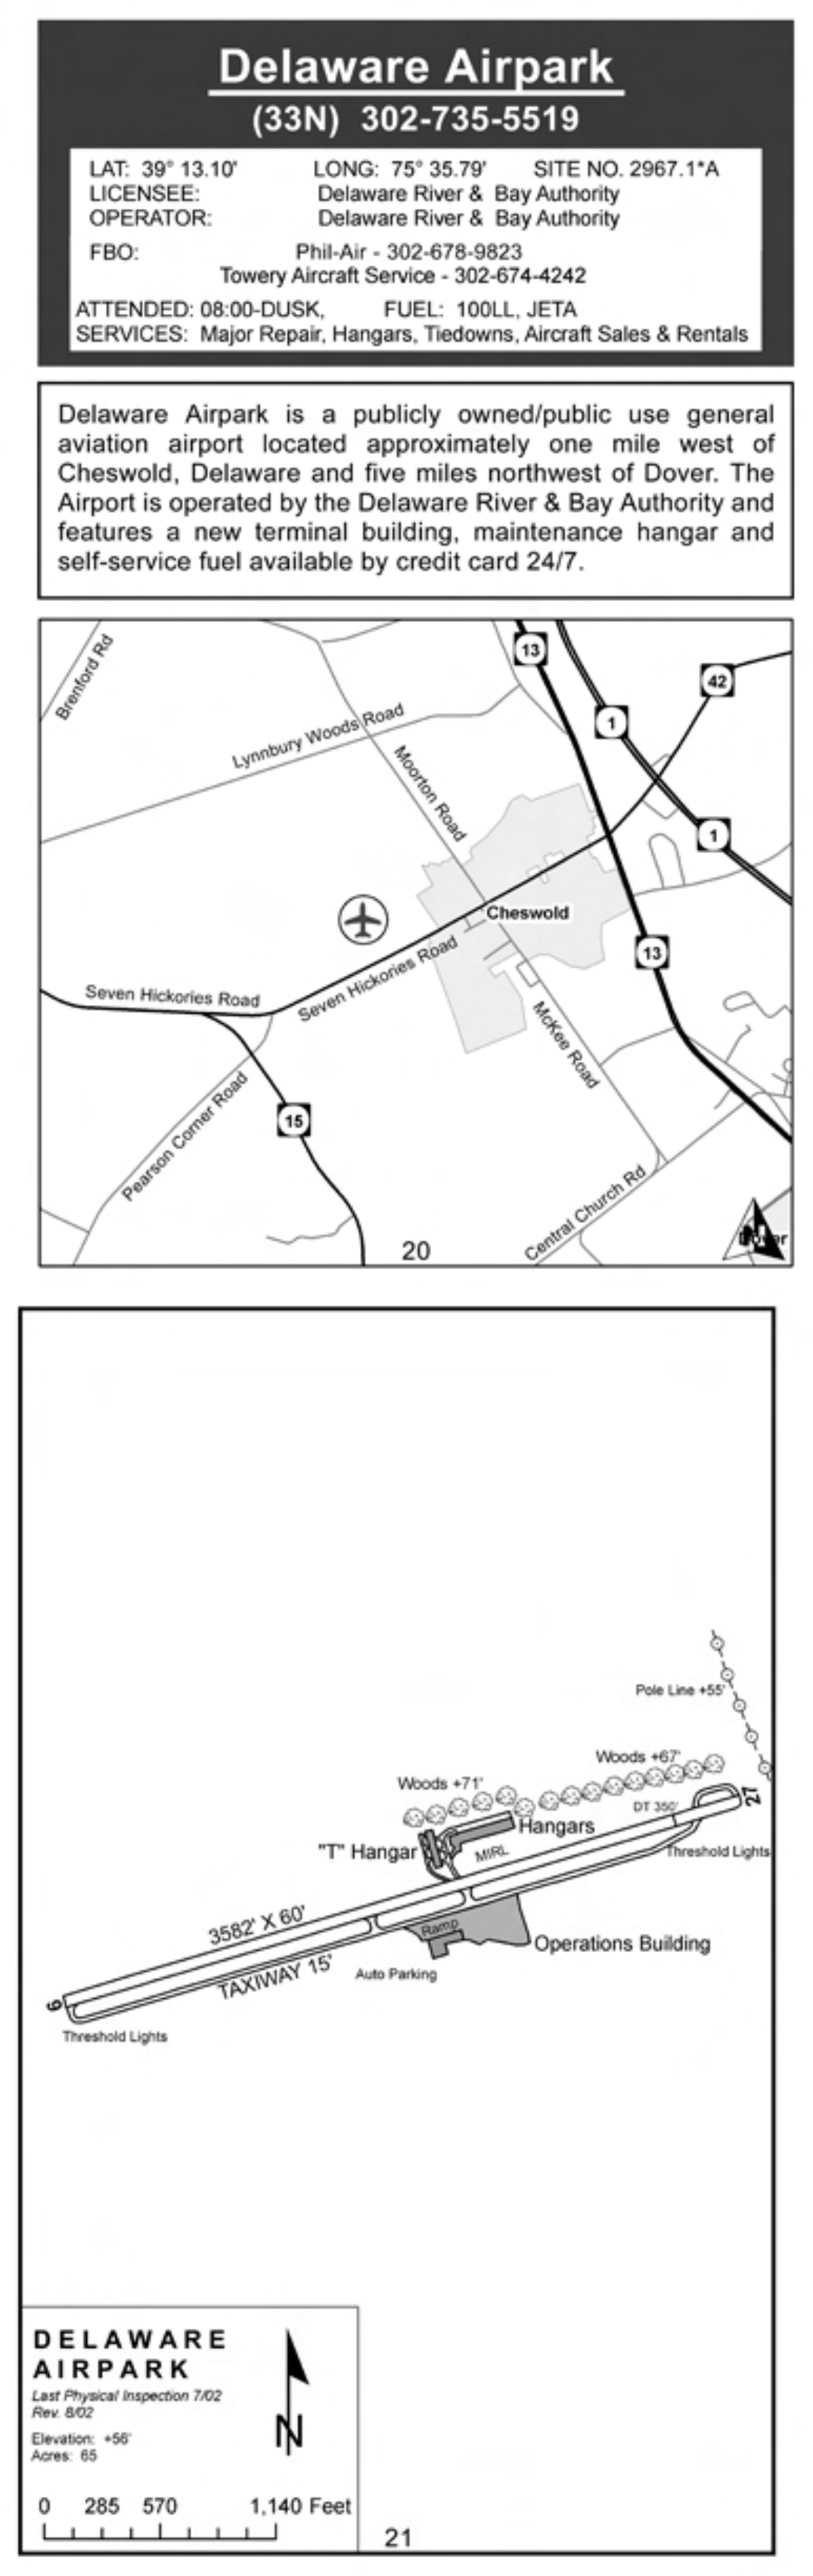 Delaware Airpark
(33N) 302-735-5519
LAT: 39° 13.10' LONG: 75° 35.79' SITE NO. 2967.1*A
LICENSEE: Delaware River & Bay Authority
OPERATOR: Delaware River & Bay Authority
FBO: Phil-Air - 302-678-9823
Towery Aircraft Service - 302-674-4242
ATTENDED: 08:00-DUSK, FUEL: 100LL, JETA
SERVICES: Major Repair, Hangars, Tiedowns, Aircraft Sales & Rentals
Delaware Airpark is a publicly owned/public use general
aviation airport located approximately one mile west of
Cheswold, Delaware and five miles northwest of Dover. The
Airport is operated by the Delaware River & Bay Authority and
features a new terminal building, maintenance hangar and
self-service fuel available by credit card 24/7.
Brenford Rd
13
42
1
Lynnbury Woods Road
Moorton Road
1
Cheswold
13
Seven Hickories Road
Seven Hickories Road
McKee Road
Pearson Corner Road
15
Central Church Rd
Dover
20
Pole Line +55'
Woods +67'
Woods +71'
27
DT 350'
Hangars
"T" Hangar
MIRL
Threshold Lights
3582' X 60'
Ramp
Operations Building
TAXIWAY 15'
Auto Parking
9
Threshold Lights
DELAWARE
AIRPARK
Last Physical Inspection 7/02
Rev. 8/02
N
Elevation: +56'
Acres: 65
0 285 570 1,140 Feet
21